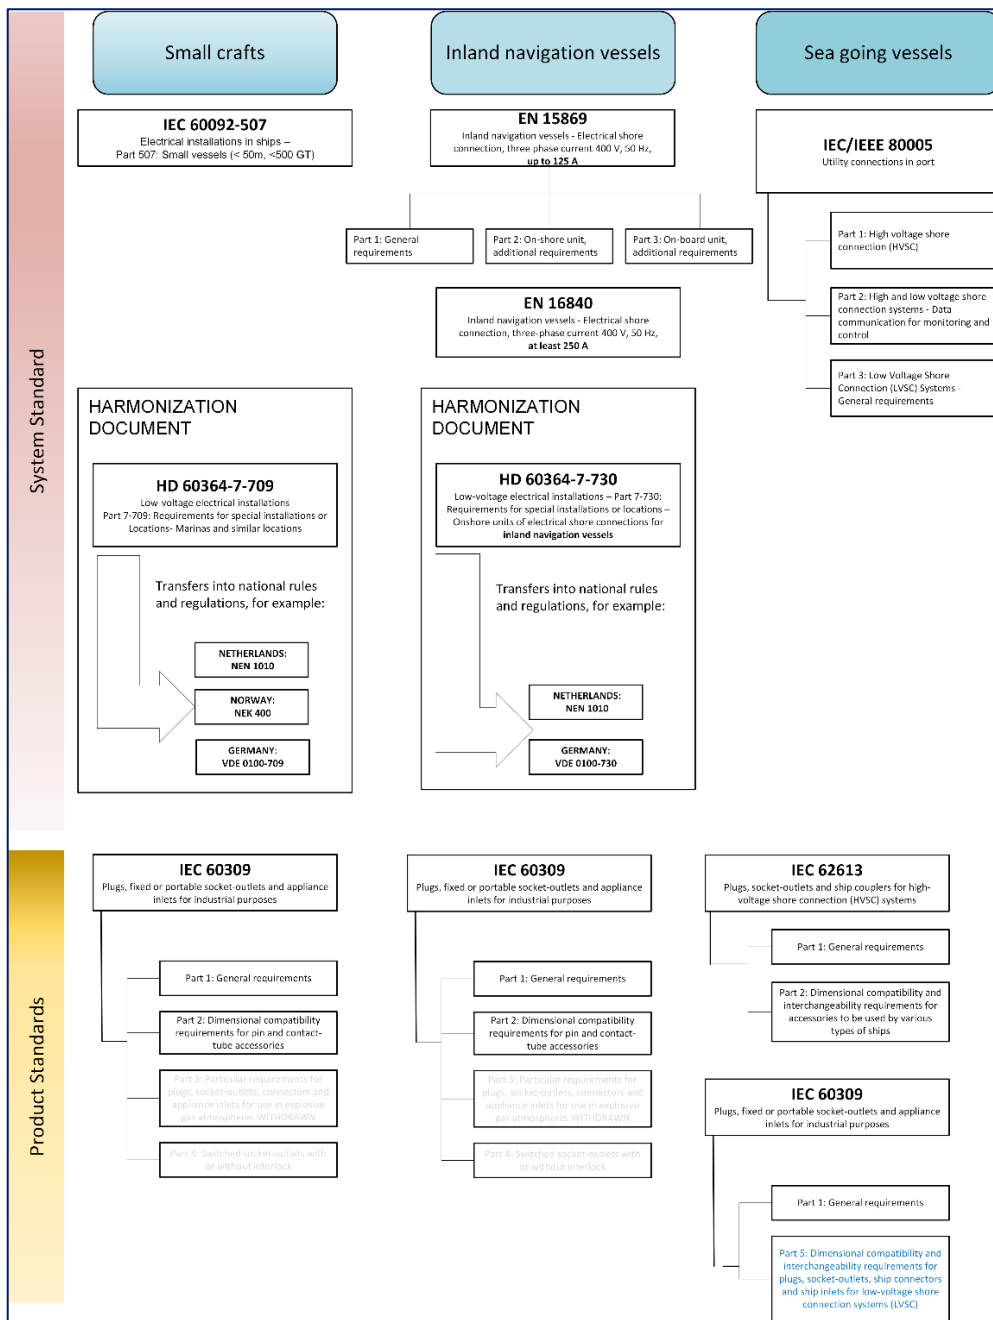 Small crafts
Inland navigation vessels
Sea going vessels
System Standard
IEC 60092-507
Electrical installations in ships –
Part 507: Small vessels (< 50m, <500 GT)
EN 15869
Inland navigation vessels - Electrical shore
connection, three phase current 400 V, 50 Hz,
up to 125 A
Part 1: General
requirements
Part 2: On-shore unit,
additional requirements
Part 3: On-board unit,
additional requirements
EN 16840
Inland navigation vessels - Electrical shore
connection, three-phase current 400 V, 50 Hz,
at least 250 A
IEC/IEEE 80005
Utility connections in port
Part 1: High voltage shore
connection (HVSC)
Part 2: High and low voltage shore
connection systems - Data
communication for monitoring and
control
Part 3: Low Voltage Shore
Connection (LVSC) Systems -
General requirements
HARMONIZATION
DOCUMENT
HD 60364-7-709
Low-voltage electrical installations
Part 7-709: Requirements for special installations or
Locations- Marinas and similar locations
Transfers into national rules
and regulations, for example:
NETHERLANDS:
NEN 1010
NORWAY:
NEK 400
GERMANY:
VDE 0100-709
HARMONIZATION
DOCUMENT
HD 60364-7-730
Low-voltage electrical installations – Part 7-730:
Requirements for special installations or locations –
Onshore units of electrical shore connections for
inland navigation vessels
Transfers into national rules
and regulations, for example:
NETHERLANDS:
NEN 1010
GERMANY:
VDE 0100-730
Product Standards
IEC 60309
Plugs, fixed or portable socket-outlets and appliance
inlets for industrial purposes
Part 1: General requirements
Part 2: Dimensional compatibility
requirements for pin and contact-
tube accessories
Part 3: Particular requirements for
plugs, socket-outlets, connectors and
appliance inlets for use in explosive
gas atmospheres WITHDRAWN
Part 4: Switched socket-outlets with
or without interlock
IEC 60309
Plugs, fixed or portable socket-outlets and appliance
inlets for industrial purposes
Part 1: General requirements
Part 2: Dimensional compatibility
requirements for pin and contact-
tube accessories
Part 3: Particular requirements for
plugs, socket-outlets, connectors and
appliance inlets for use in explosive
gas atmospheres WITHDRAWN
Part 4: Switched socket-outlets with
or without interlock
IEC 62613
Plugs, socket-outlets and ship couplers for high-
voltage shore connection (HVSC) systems
Part 1: General requirements
Part 2: Dimensional compatibility and
interchangeability requirements for
accessories to be used by various
types of ships
IEC 60309
Plugs, fixed or portable socket-outlets and appliance
inlets for industrial purposes
Part 1: General requirements
Part 5: Dimensional compatibility and
interchangeability requirements for
plugs, socket-outlets, ship connectors
and ship inlets for low-voltage shore
connection systems (LVSC)